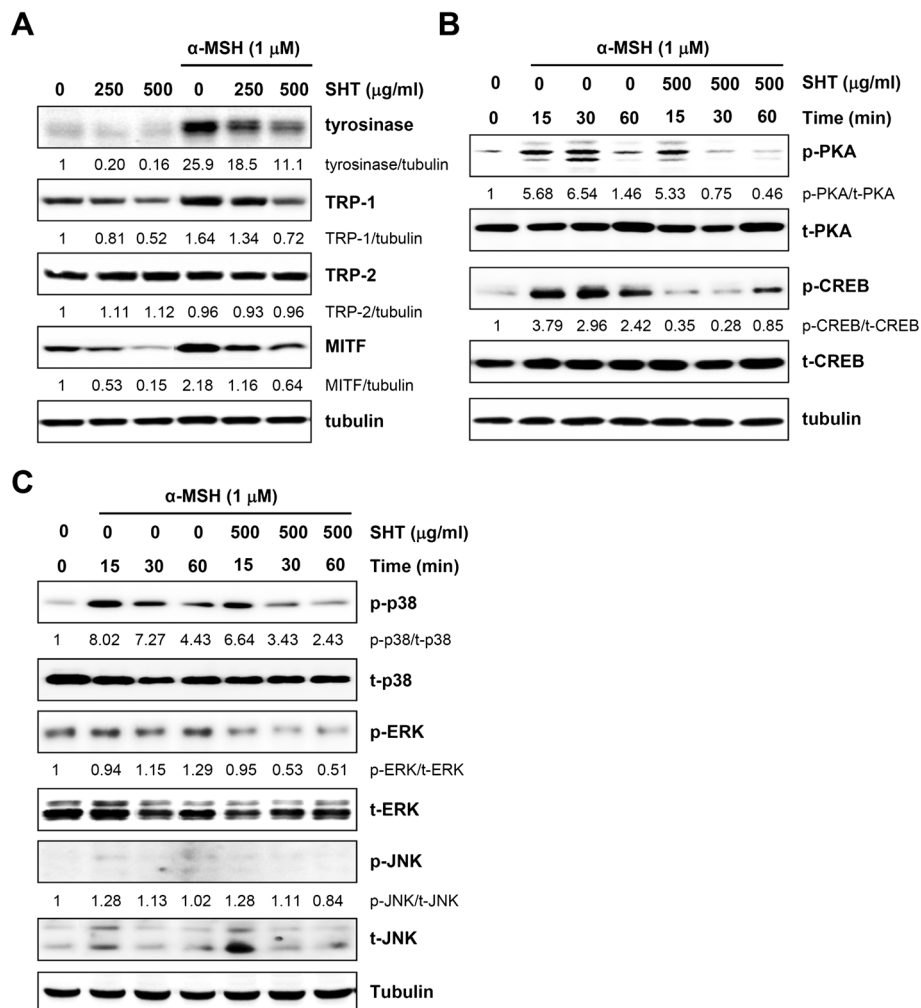 A
α-MSH (1 μM)
0 250 500 0 250 500 SHT (μg/ml)
tyrosinase
1 0.20 0.16 25.9 18.5 11.1 tyrosinase/tubulin
TRP-1
1 0.81 0.52 1.64 1.34 0.72 TRP-1/tubulin
TRP-2
1 1.11 1.12 0.96 0.93 0.96 TRP-2/tubulin
MITF
1 0.53 0.15 2.18 1.16 0.64 MITF/tubulin
tubulin
B
α-MSH (1 μM)
0 0 0 0 500 500 500 SHT (μg/ml)
0 15 30 60 15 30 60 Time (min)
p-PKA
1 5.68 6.54 1.46 5.33 0.75 0.46 p-PKA/t-PKA
t-PKA
p-CREB
1 3.79 2.96 2.42 0.35 0.28 0.85 p-CREB/t-CREB
t-CREB
tubulin
C
α-MSH (1 μM)
0 0 0 0 500 500 500 SHT (μg/ml)
0 15 30 60 15 30 60 Time (min)
p-p38
1 8.02 7.27 4.43 6.64 3.43 2.43 p-p38/t-p38
t-p38
p-ERK
1 0.94 1.15 1.29 0.95 0.53 0.51 p-ERK/t-ERK
t-ERK
p-JNK
1 1.28 1.13 1.02 1.28 1.11 0.84 p-JNK/t-JNK
t-JNK
Tubulin